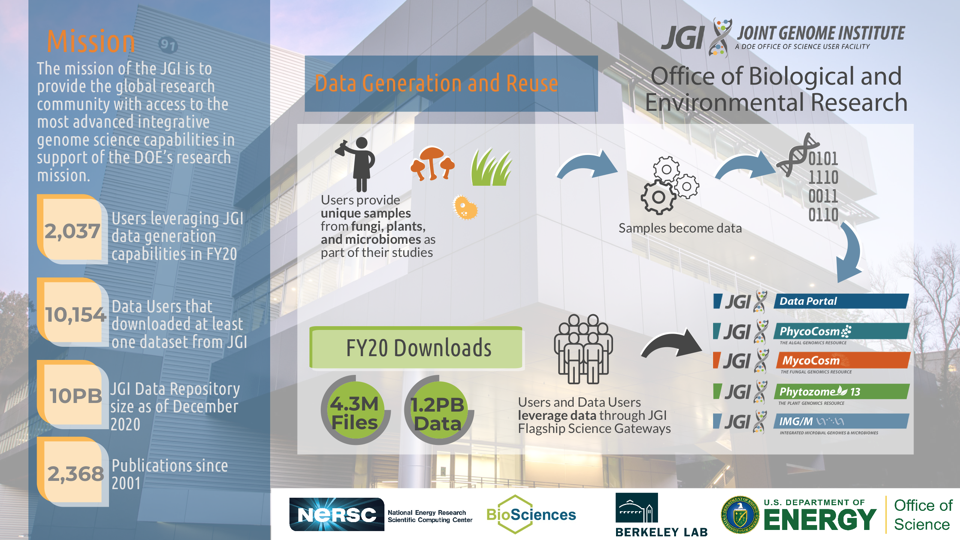 Mission
97
The mission of the JGI is to
provide the global research
community with access to the
most advanced integrative
genome science capabilities in
support of the DOE's research
mission.
2,037
Users leveraging JGI
data generation
capabilities in FY20
10,154
Data Users that
downloaded at least
one dataset from JGI
10PB
JGI Data Repository
size as of December
2020
2,368
Publications since
2001
JGI JOINT GENOME INSTITUTE
A DOE OFFICE OF SCIENCE USER FACILITY
Office of Biological and
Environmental Research
Data Generation and Reuse
Users provide
unique samples
from fungi, plants,
and microbiomes as
part of their studies
Samples become data
0101
1110
0011
0110
FY20 Downloads
4.3M
Files
1.2PB
Data
Users and Data Users
leverage data through JGI
Flagship Science Gateways
JGI Data Portal
JGI PhycoCosm
THE ALGAL GENOMICS RESOURCE
JGI MycoCosm
THE FUNGAL GENOMICS RESOURCE
JGI Phytozome 13
THE PLANT GENOMICS RESOURCE
JGI IMG/M
INTEGRATED MICROBIAL GENOMES & MICROBIOMES
NERSC
National Energy Research
Scientific Computing Center
BioSciences
BERKELEY LAB
U.S. DEPARTMENT OF
ENERGY
Office of
Science